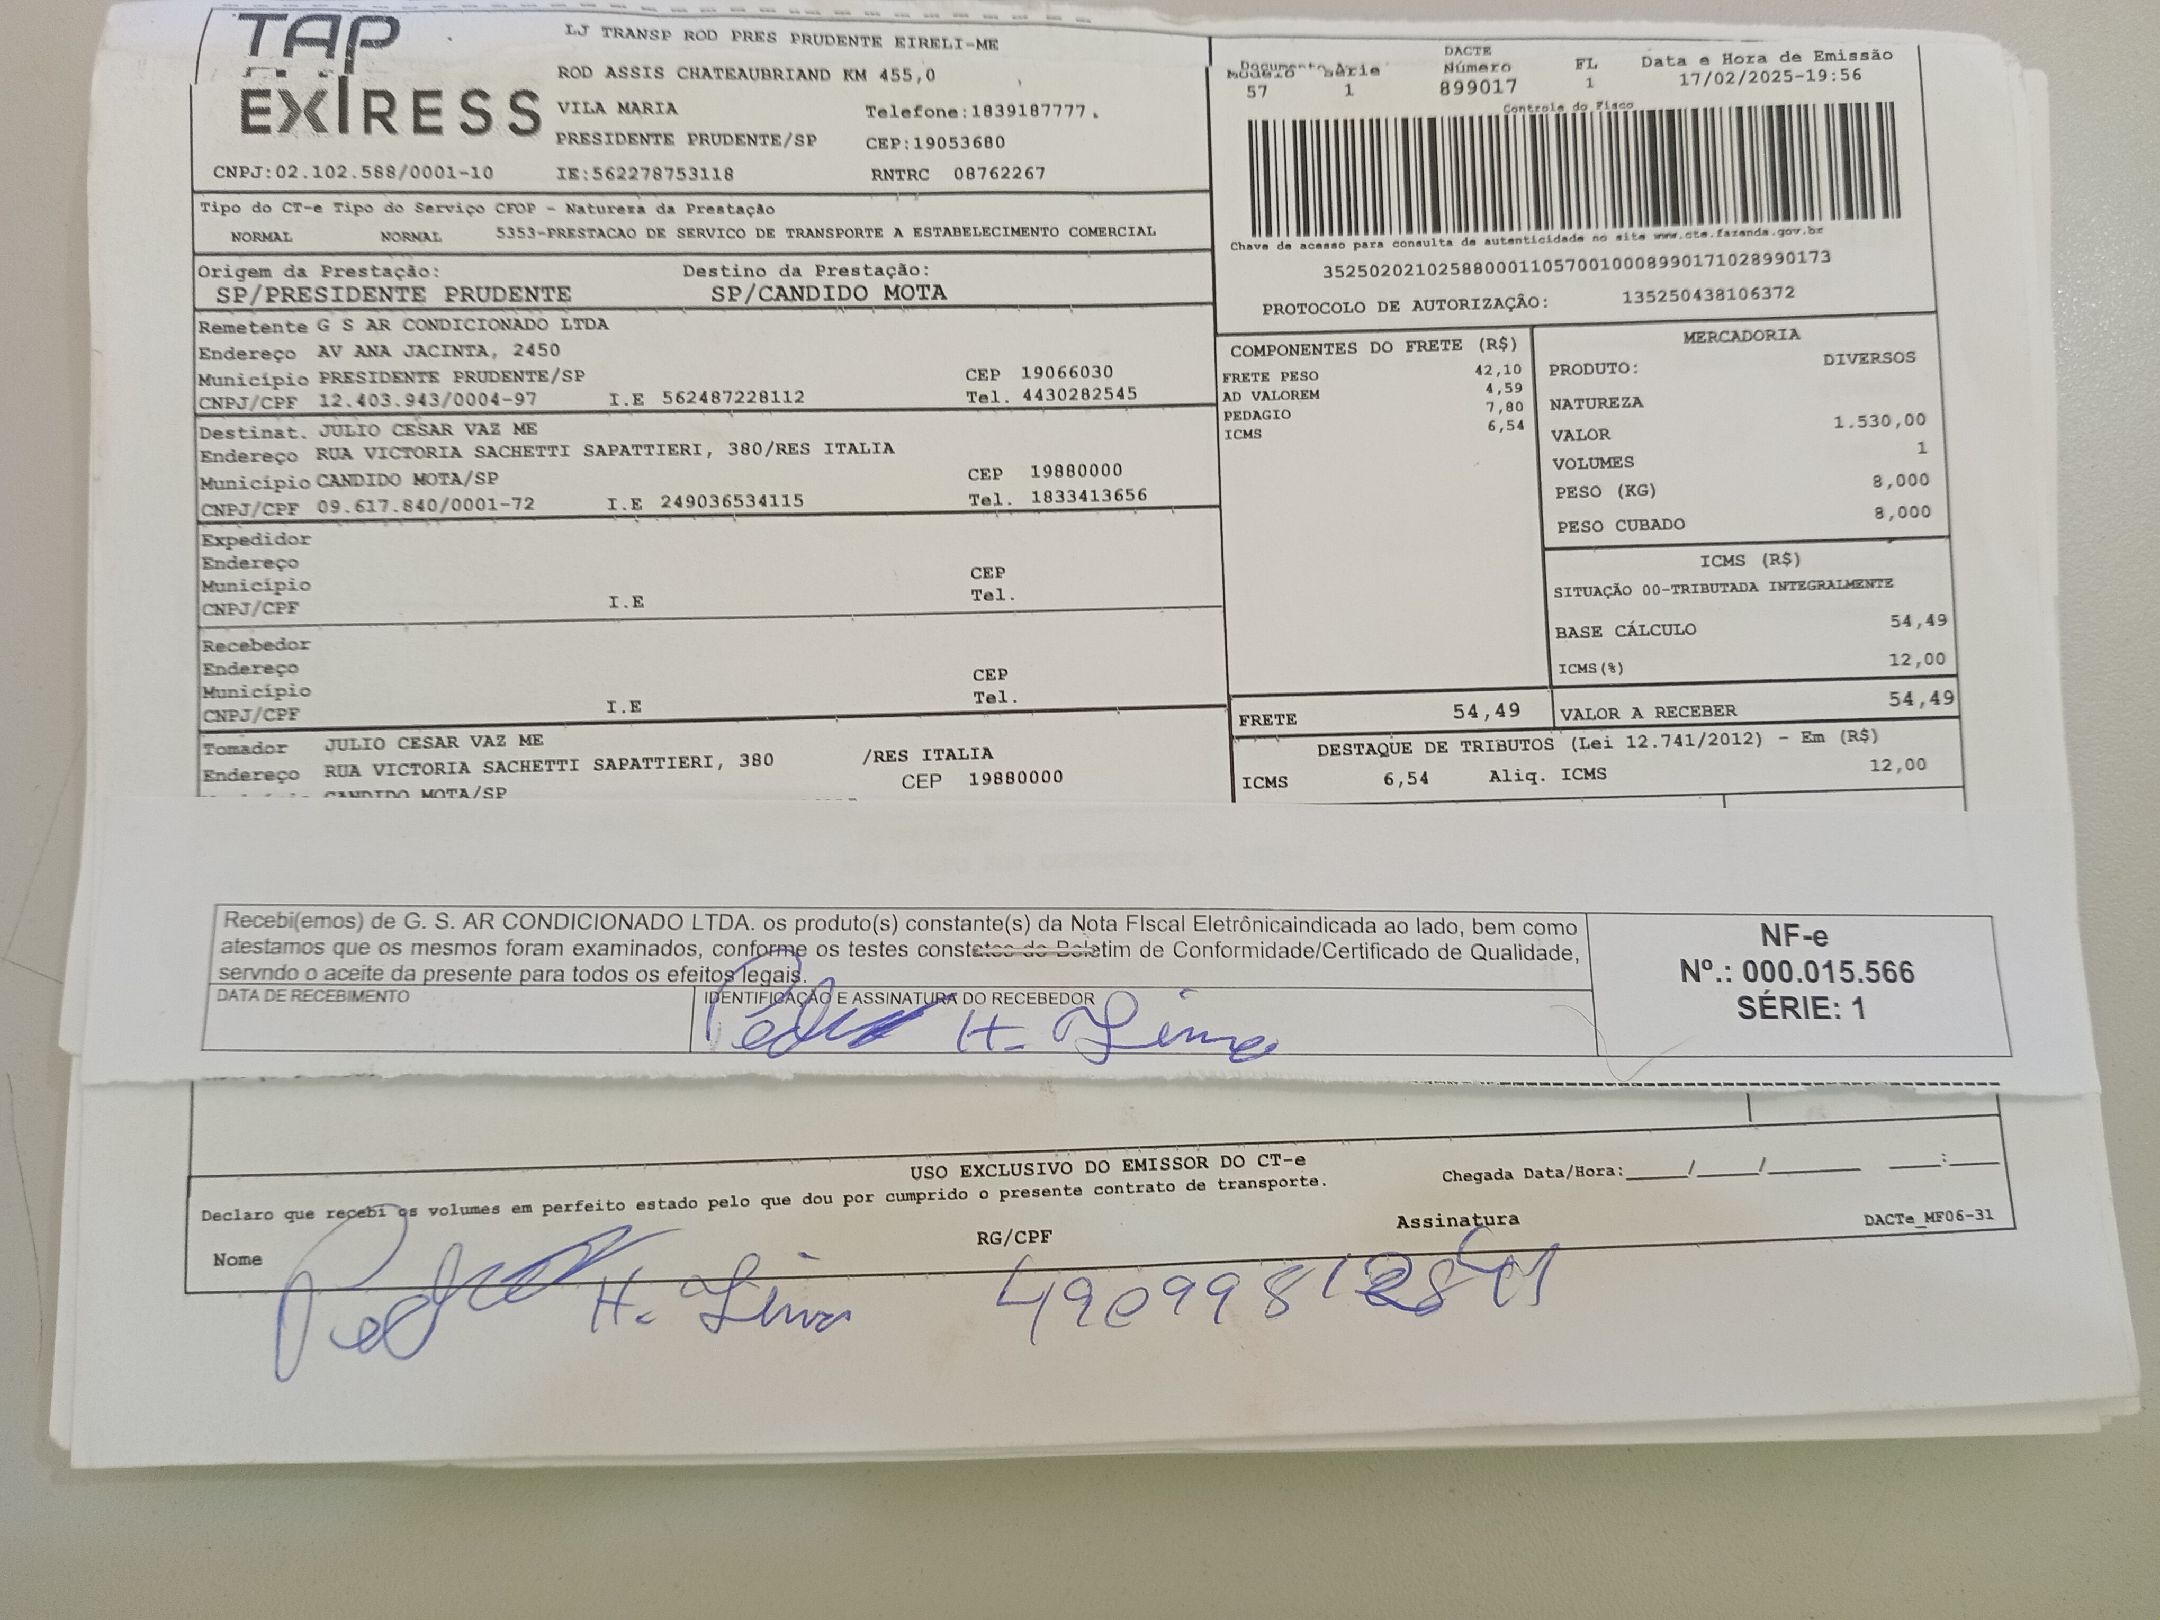 TAP
EXPRESS
LJ TRANSP ROD PRES PRUDENTE EIRELI-ME
ROD ASSIS CHATEAUBRIAND KM 455,0
VILA MARIA Telefone:1839187777.
PRESIDENTE PRUDENTE/SP CEP:19053680
CNPJ:02.102.588/0001-10 IE:562278753118 RNTRC 08762267
DACTE
Documento Série Número FL Data e Hora de Emissão
Modelo
57 1 899017 1 17/02/2025-19:56
Controle do Fisco
Chave de acesso para consulta de autenticidade no site www.cte.fazenda.gov.br
35250202102588000110570010008990171028990173
PROTOCOLO DE AUTORIZAÇÃO: 135250438106372
Tipo do CT-e Tipo do Serviço CFOP - Natureza da Prestação
NORMAL NORMAL 5353-PRESTACAO DE SERVICO DE TRANSPORTE A ESTABELECIMENTO COMERCIAL
Origem da Prestação: Destino da Prestação:
SP/PRESIDENTE PRUDENTE SP/CANDIDO MOTA
Remetente G S AR CONDICIONADO LTDA
Endereço AV ANA JACINTA, 2450
Município PRESIDENTE PRUDENTE/SP CEP 19066030
CNPJ/CPF 12.403.943/0004-97 I.E 562487228112 Tel. 4430282545
Destinat. JULIO CESAR VAZ ME
Endereço RUA VICTORIA SACHETTI SAPATTIERI, 380/RES ITALIA
Município CANDIDO MOTA/SP CEP 19880000
CNPJ/CPF 09.617.840/0001-72 I.E 249036534115 Tel. 1833413656
Expedidor
Endereço
Município CEP
CNPJ/CPF I.E Tel.
Recebedor
Endereço
Município CEP
CNPJ/CPF I.E Tel.
Tomador JULIO CESAR VAZ ME
Endereço RUA VICTORIA SACHETTI SAPATTIERI, 380 /RES ITALIA
CANDIDO MOTA/SP CEP 19880000
COMPONENTES DO FRETE (R$)
FRETE PESO 42,10
AD VALOREM 4,59
PEDAGIO 7,80
ICMS 6,54
MERCADORIA
PRODUTO: DIVERSOS
NATUREZA
VALOR 1.530,00
VOLUMES 1
PESO (KG) 8,000
PESO CUBADO 8,000
ICMS (R$)
SITUAÇÃO 00-TRIBUTADA INTEGRALMENTE
BASE CÁLCULO 54,49
ICMS(%) 12,00
FRETE 54,49 VALOR A RECEBER 54,49
DESTAQUE DE TRIBUTOS (Lei 12.741/2012) - Em (R$)
ICMS 6,54 Aliq. ICMS 12,00
Recebi(emos) de G. S. AR CONDICIONADO LTDA. os produto(s) constante(s) da Nota FIscal Eletrônicaindicada ao lado, bem como
atestamos que os mesmos foram examinados, conforme os testes constates do Boletim de Conformidade/Certificado de Qualidade,
servndo o aceite da presente para todos os efeitos legais.
DATA DE RECEBIMENTO IDENTIFICAÇÃO E ASSINATURA DO RECEBEDOR
Pedro H. Lima
NF-e
Nº.: 000.015.566
SÉRIE: 1
USO EXCLUSIVO DO EMISSOR DO CT-e
Declaro que recebi os volumes em perfeito estado pelo que dou por cumprido o presente contrato de transporte.
Chegada Data/Hora:____/____/______ ___:___
Nome RG/CPF Assinatura DACTe_MF06-31
Pedro H. Lima